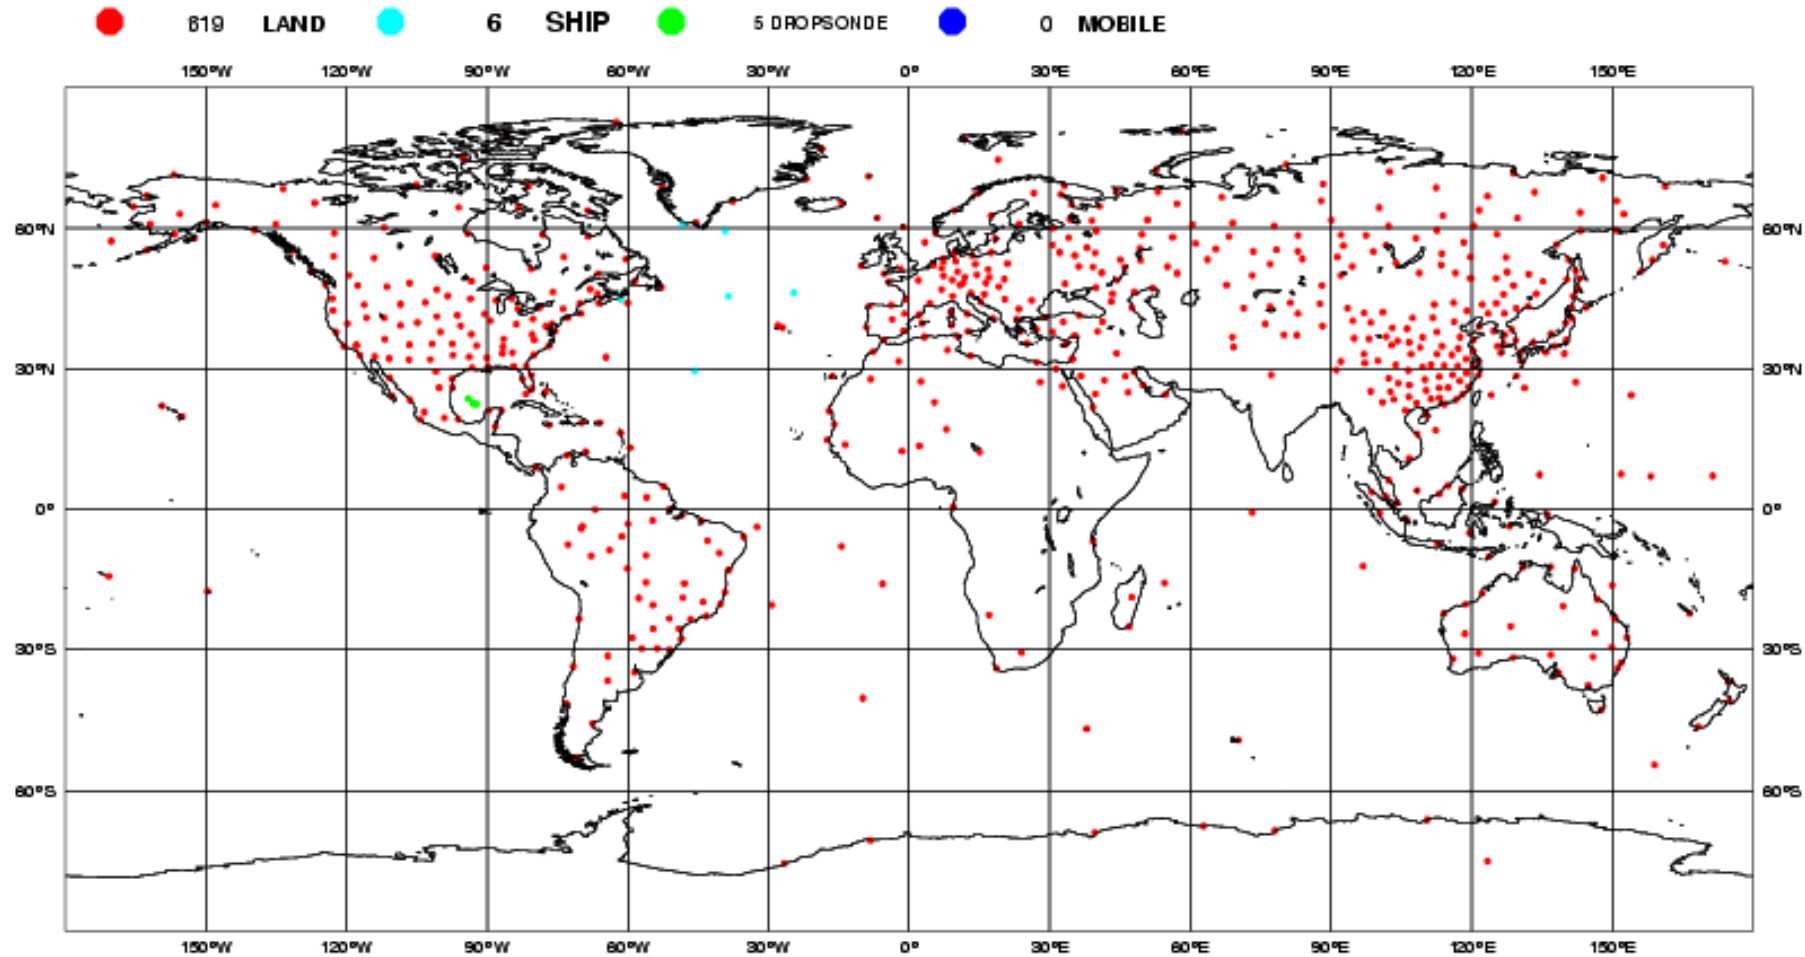 619 LAND 6 SHIP 5 DROPSONDE 0 MOBILE
150°W 120°W 90°W 60°W 30°W 0° 30°E 60°E 90°E 120°E 150°E
60°N 60°N
30°N 30°N
0° 0°
30°S 30°S
60°S 60°S
150°W 120°W 90°W 60°W 30°W 0° 30°E 60°E 90°E 120°E 150°E